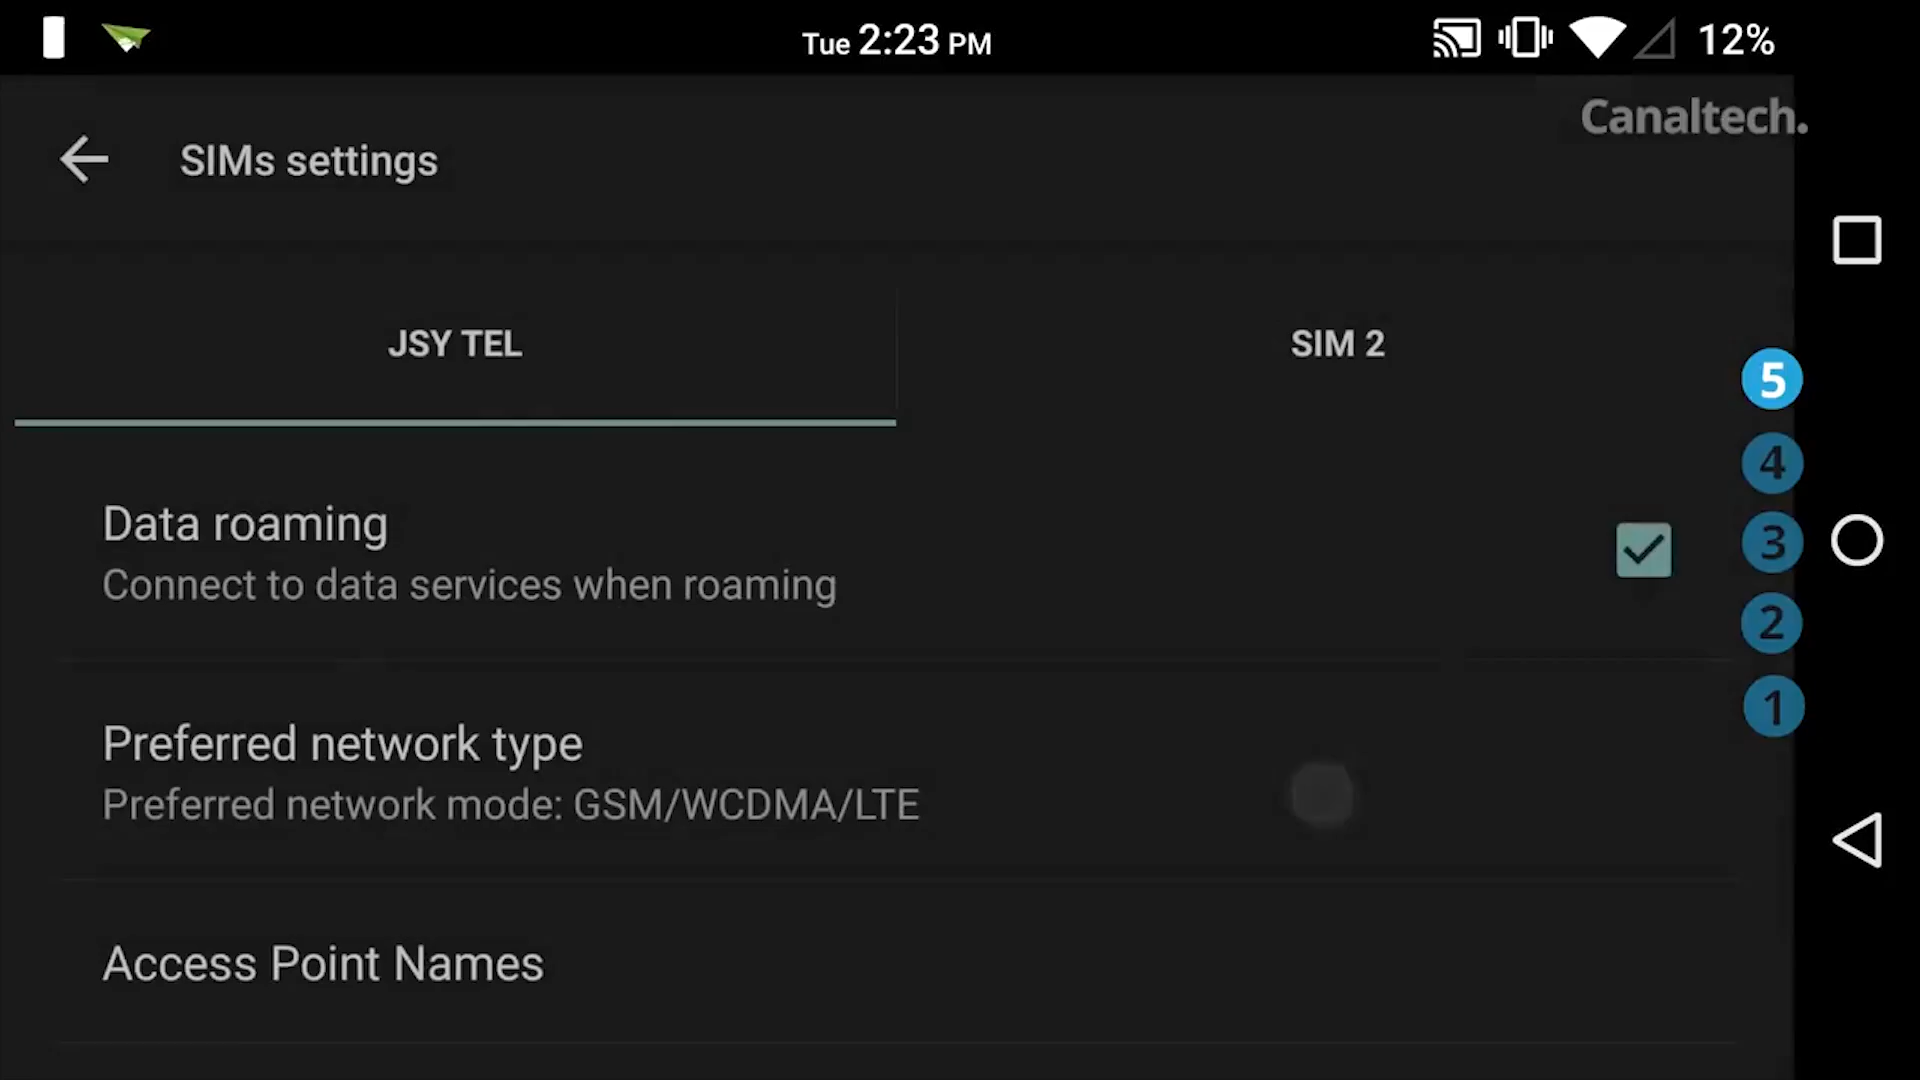 Tue 2:23 PM
12%
Canaltech.
SIMs settings
JSY TEL
SIM 2
5
4
Data roaming
Connect to data services when roaming
3
2
1
Preferred network type
Preferred network mode: GSM/WCDMA/LTE
Access Point Names